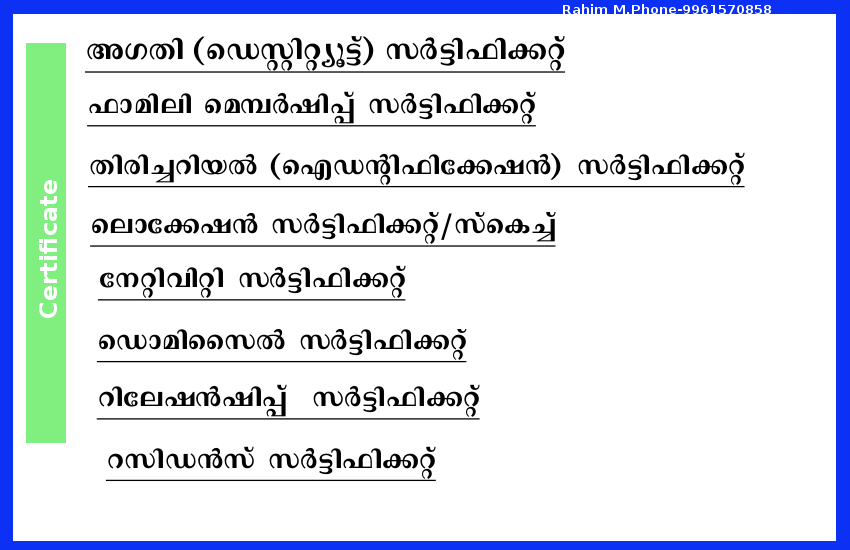 Rahim M.Phone-9961570858
അഗതി (ഡെസ്റ്റിറ്റ്യൂട്ട്) സർട്ടിഫിക്കറ്റ്
ഫാമിലി മെമ്പർഷിപ്പ് സർട്ടിഫിക്കറ്റ്
തിരിച്ചറിയൽ (ഐഡന്റിഫിക്കേഷൻ) സർട്ടിഫിക്കറ്റ്
ലൊക്കേഷൻ സർട്ടിഫിക്കറ്റ്/സ്കെച്ച്
നേറ്റിവിറ്റി സർട്ടിഫിക്കറ്റ്
ഡൊമിസൈൽ സർട്ടിഫിക്കറ്റ്
റിലേഷൻഷിപ്പ് സർട്ടിഫിക്കറ്റ്
റസിഡൻസ് സർട്ടിഫിക്കറ്റ്
Certificate